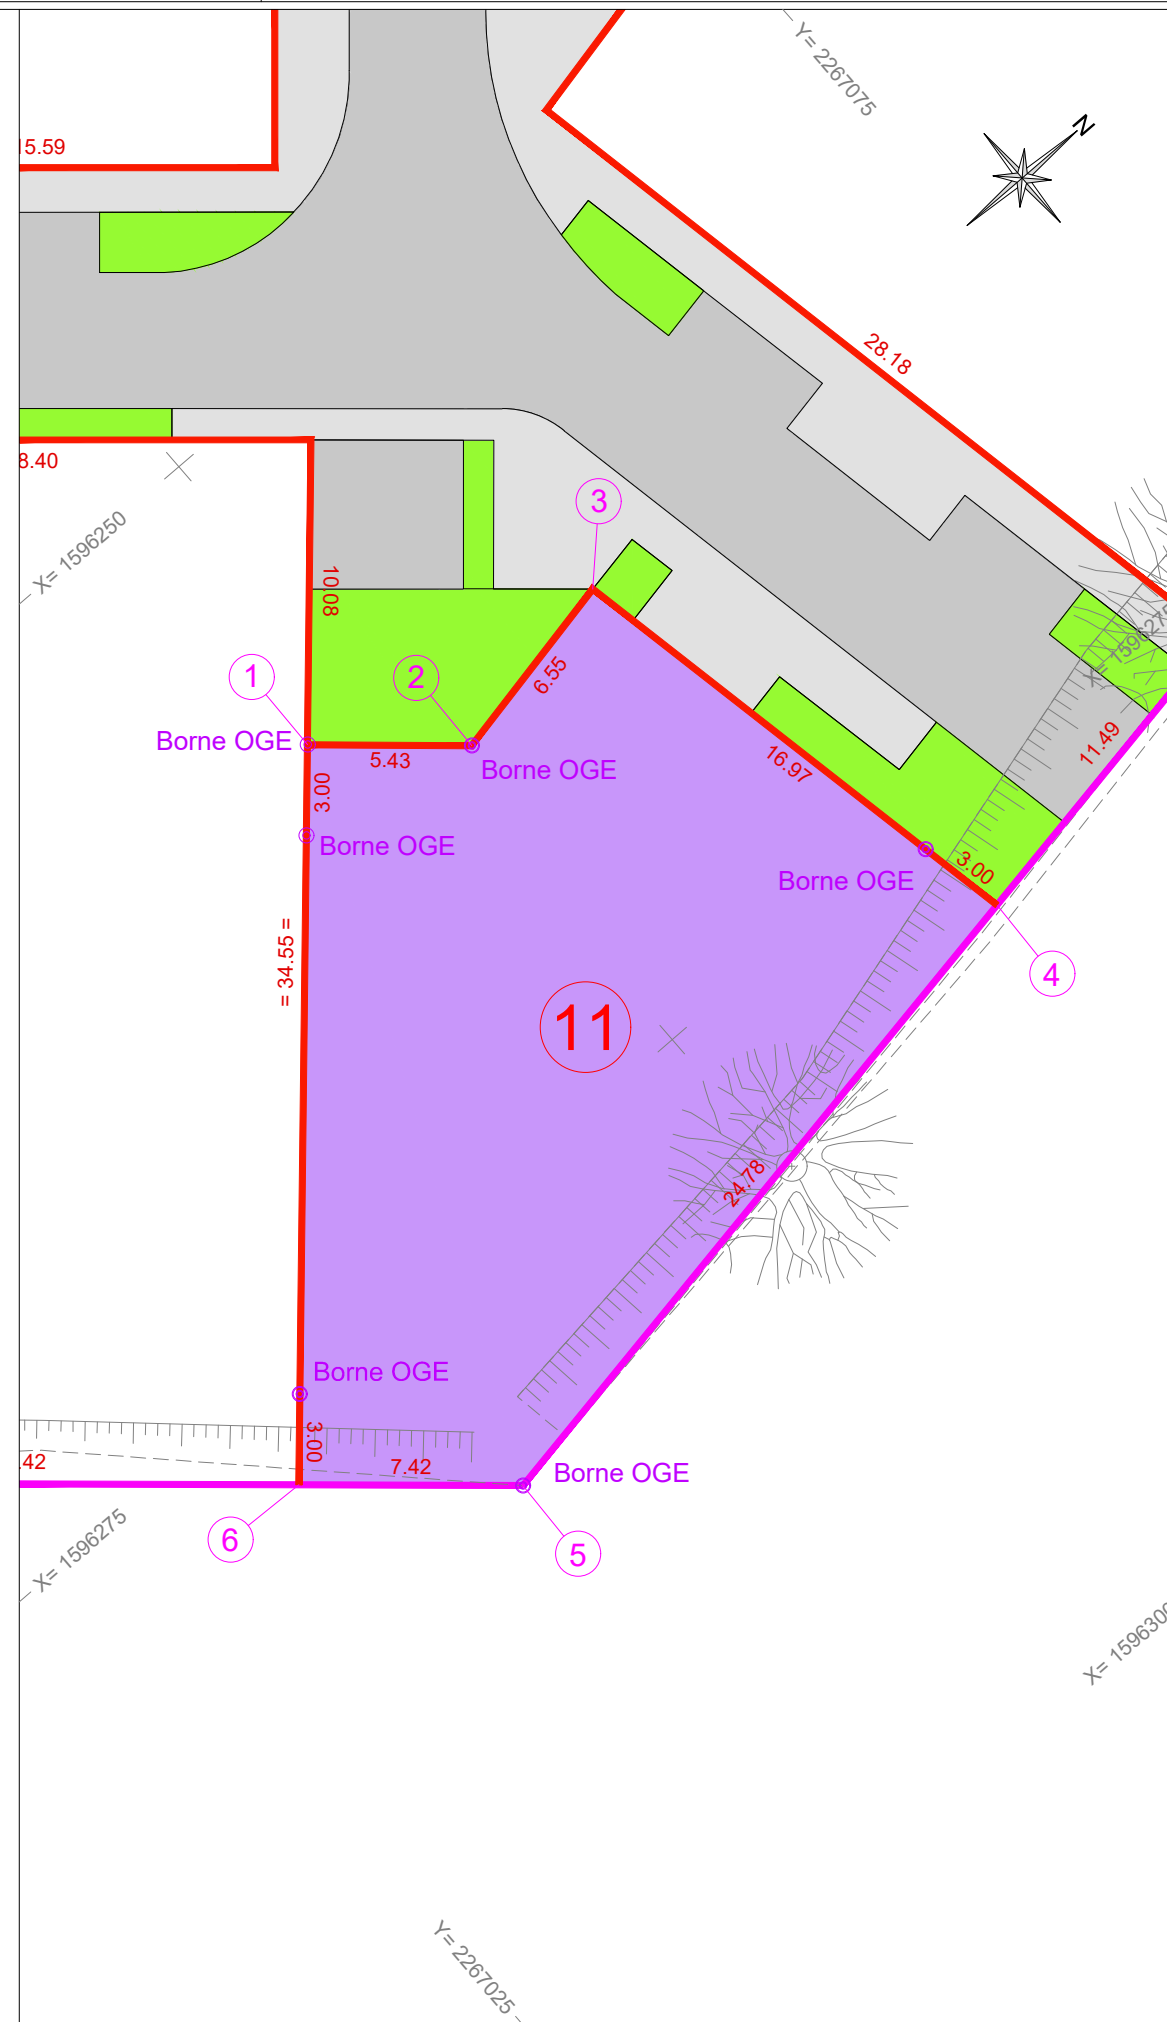 Y= 2267075
N
15.59
28.18
8.40
X= 1596250
3
10.08
X= 1596275
6.55
1
2
Borne OGE
5.43
Borne OGE
11.49
16.97
3.00
Borne OGE
Borne OGE
3.00
= 34.55 =
4
11
24.78
Borne OGE
3.00
.42
7.42
Borne OGE
6
5
X= 1596275
X= 159630
Y= 2267025